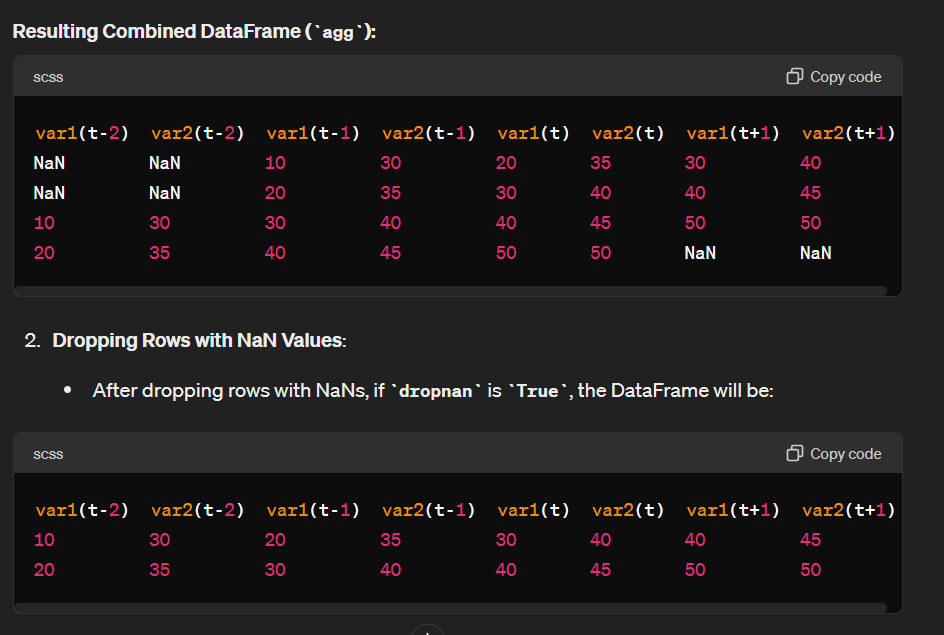 Resulting Combined DataFrame (`agg`):
scss
Copy code
var1(t-2) var2(t-2) var1(t-1) var2(t-1) var1(t) var2(t) var1(t+1) var2(t+1)
NaN NaN 10 30 20 35 30 40
NaN NaN 20 35 30 40 40 45
10 30 30 40 40 45 50 50
20 35 40 45 50 50 NaN NaN
2. Dropping Rows with NaN Values:
• After dropping rows with NaNs, if `dropnan` is `True`, the DataFrame will be:
scss
Copy code
var1(t-2) var2(t-2) var1(t-1) var2(t-1) var1(t) var2(t) var1(t+1) var2(t+1)
10 30 20 35 30 40 40 45
20 35 30 40 40 45 50 50